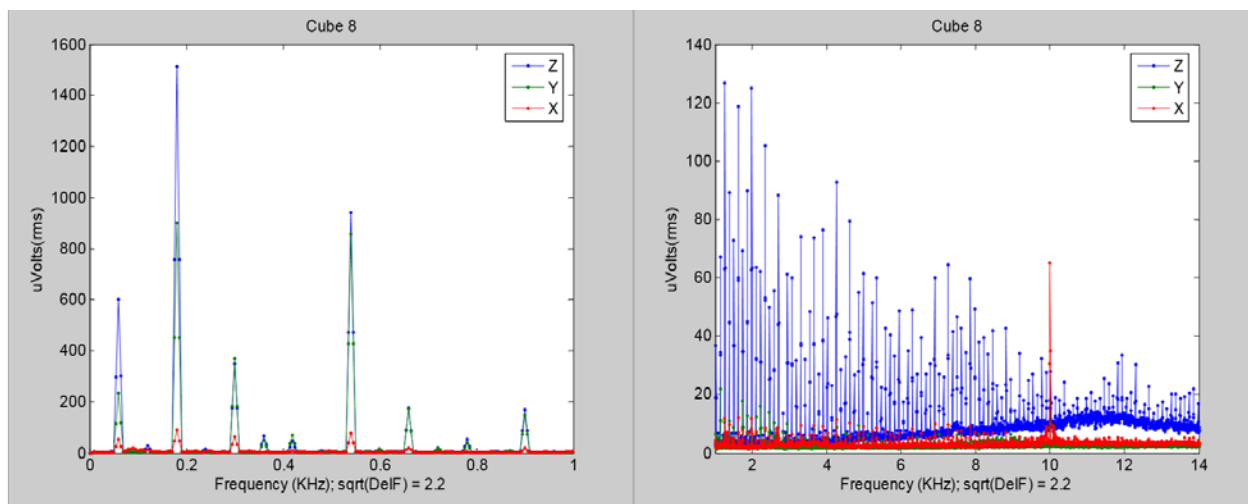 Cube 8
1600
1400
1200
1000
800
600
400
200
0
0 0.2 0.4 0.6 0.8 1
uVolts(rms)
Frequency (KHz); sqrt(DelF) = 2.2
Z
Y
X
Cube 8
140
120
100
80
60
40
20
0
2 4 6 8 10 12 14
uVolts(rms)
Frequency (KHz); sqrt(DelF) = 2.2
Z
Y
X